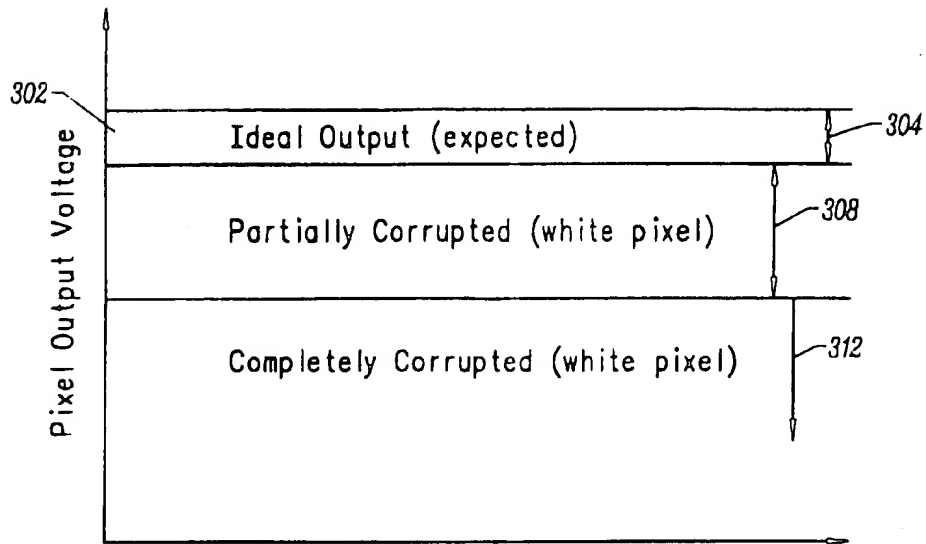 302
Ideal Output (expected)
304
Partially Corrupted (white pixel)
308
Completely Corrupted (white pixel)
312
Pixel Output Voltage